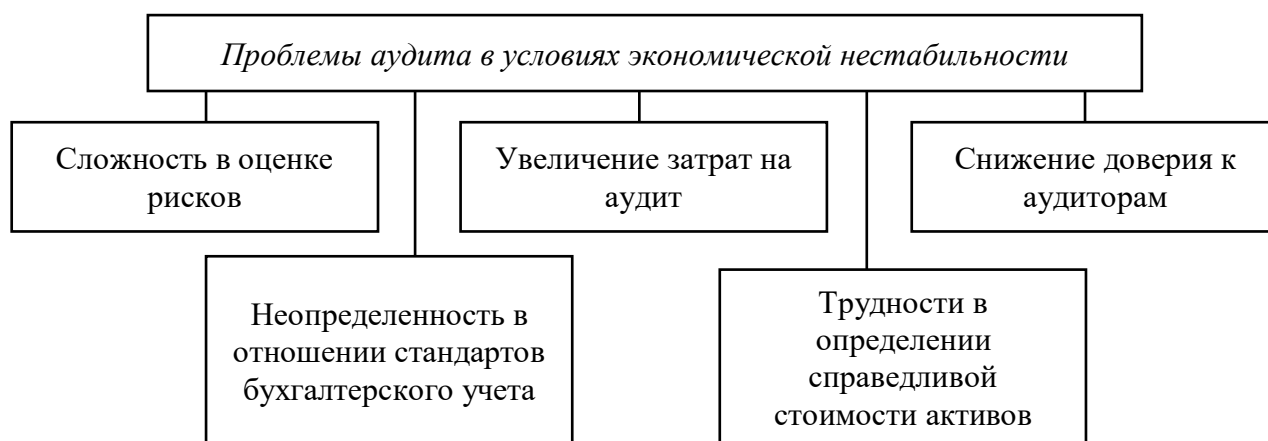 Проблемы аудита в условиях экономической нестабильности
Сложность в оценке
рисков
Увеличение затрат на
аудит
Снижение доверия к
аудиторам
Неопределенность в
отношении стандартов
бухгалтерского учета
Трудности в
определении
справедливой
стоимости активов